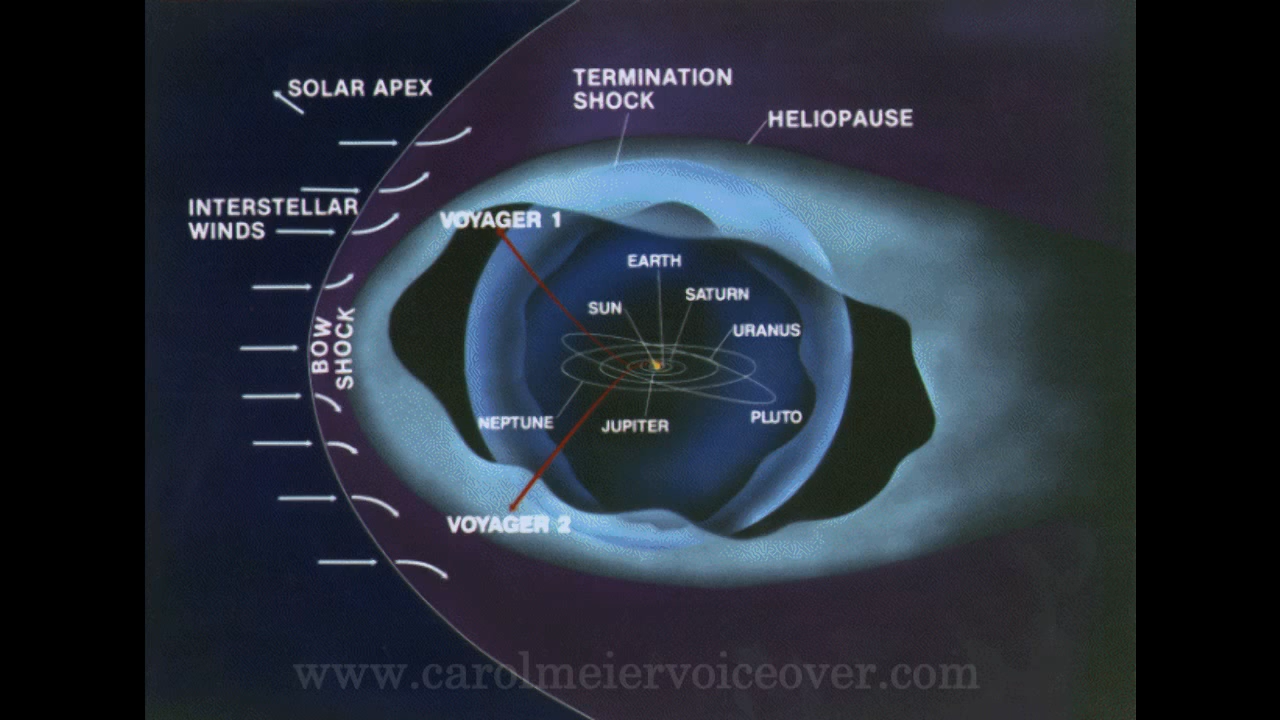 SOLAR APEX
TERMINATION
SHOCK
HELIOPAUSE
INTERSTELLAR
WINDS
VOYAGER 1
EARTH
SATURN
SUN
URANUS
BOW
SHOCK
NEPTUNE
JUPITER
PLUTO
VOYAGER 2
www.carolmeiervoiceover.com